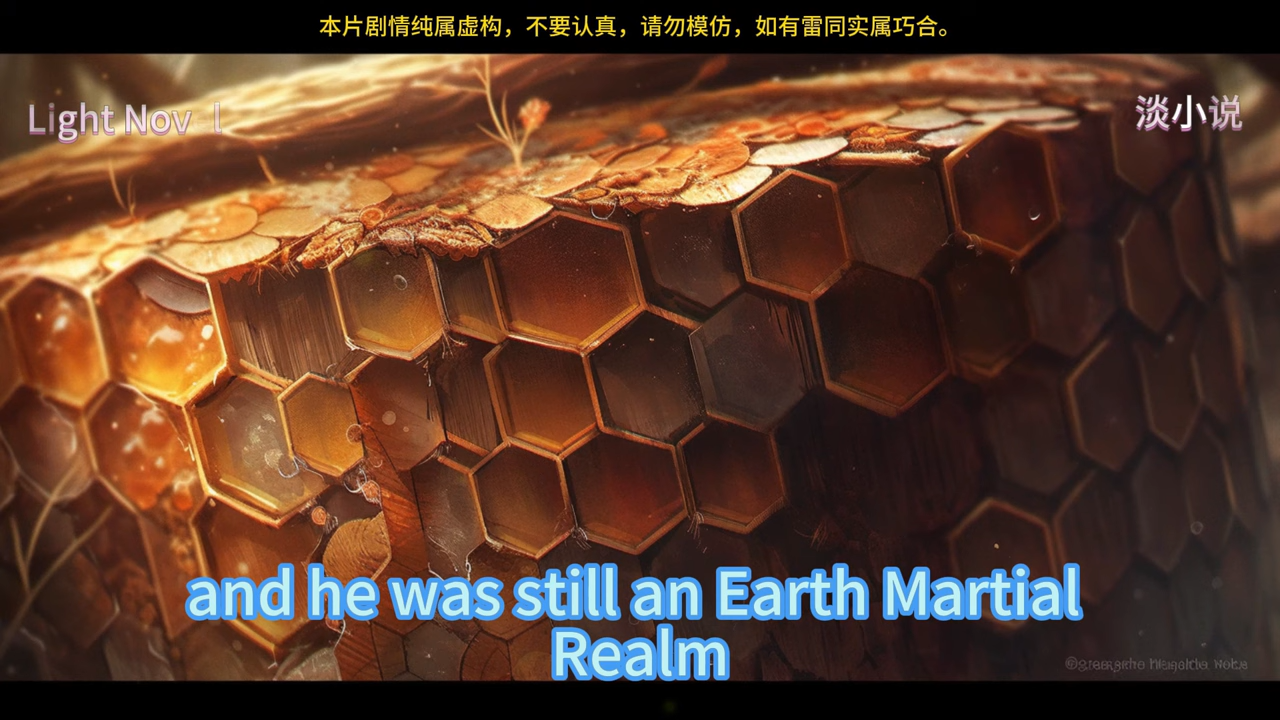 本片剧情纯属虚构，不要认真，请勿模仿，如有雷同实属巧合。
Light Nov l
淡小说
and he was still an Earth Martial
Realm